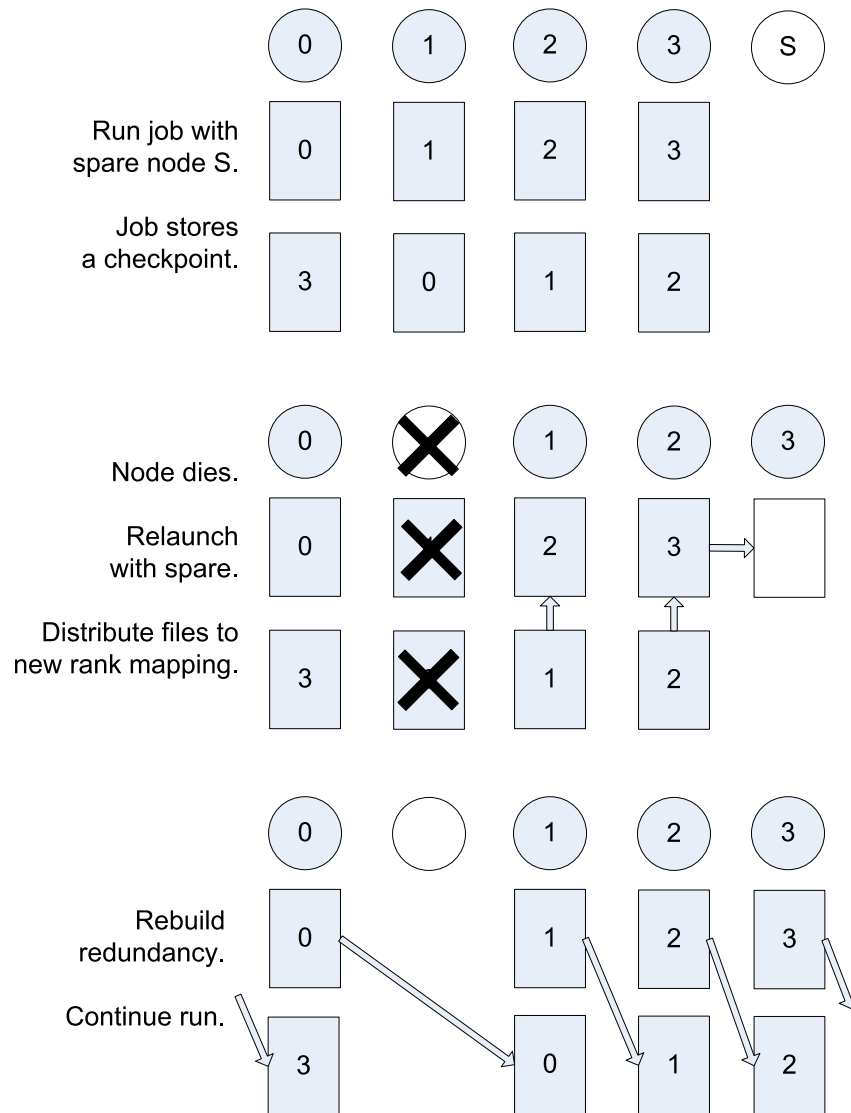 0 1 2 3 S
Run job with
spare node S.
0 1 2 3
Job stores
a checkpoint.
3 0 1 2
0 1 2 3
Node dies.
Relaunch
with spare.
0 2 3
Distribute files to
new rank mapping.
3 1 2
0 1 2 3
Rebuild
redundancy.
0 1 2 3
Continue run.
3 0 1 2